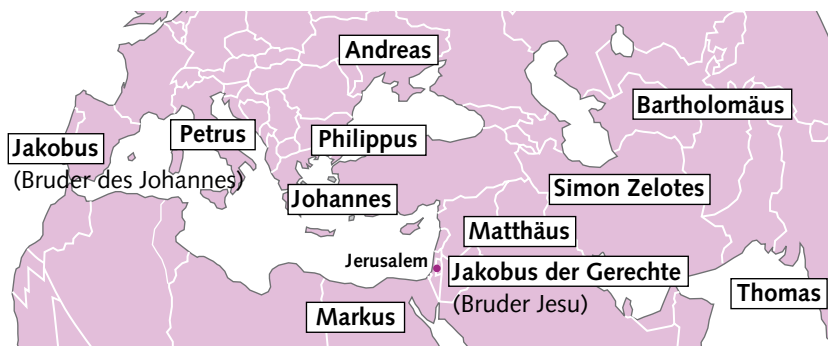 Andreas
Bartholomäus
Petrus
Philippus
Jakobus
(Bruder des Johannes)
Simon Zelotes
Johannes
Matthäus
Jerusalem
Jakobus der Gerechte
(Bruder Jesu)
Thomas
Markus